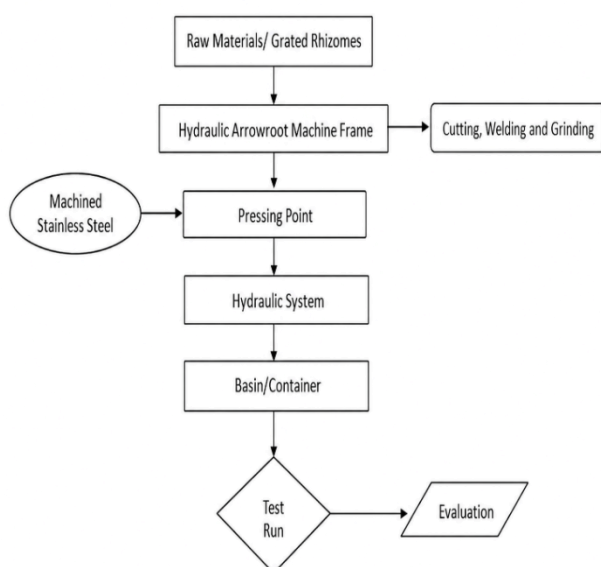 Raw Materials/ Grated Rhizomes
Hydraulic Arrowroot Machine Frame
Cutting, Welding and Grinding
Machined
Stainless Steel
Pressing Point
Hydraulic System
Basin/Container
Test
Run
Evaluation